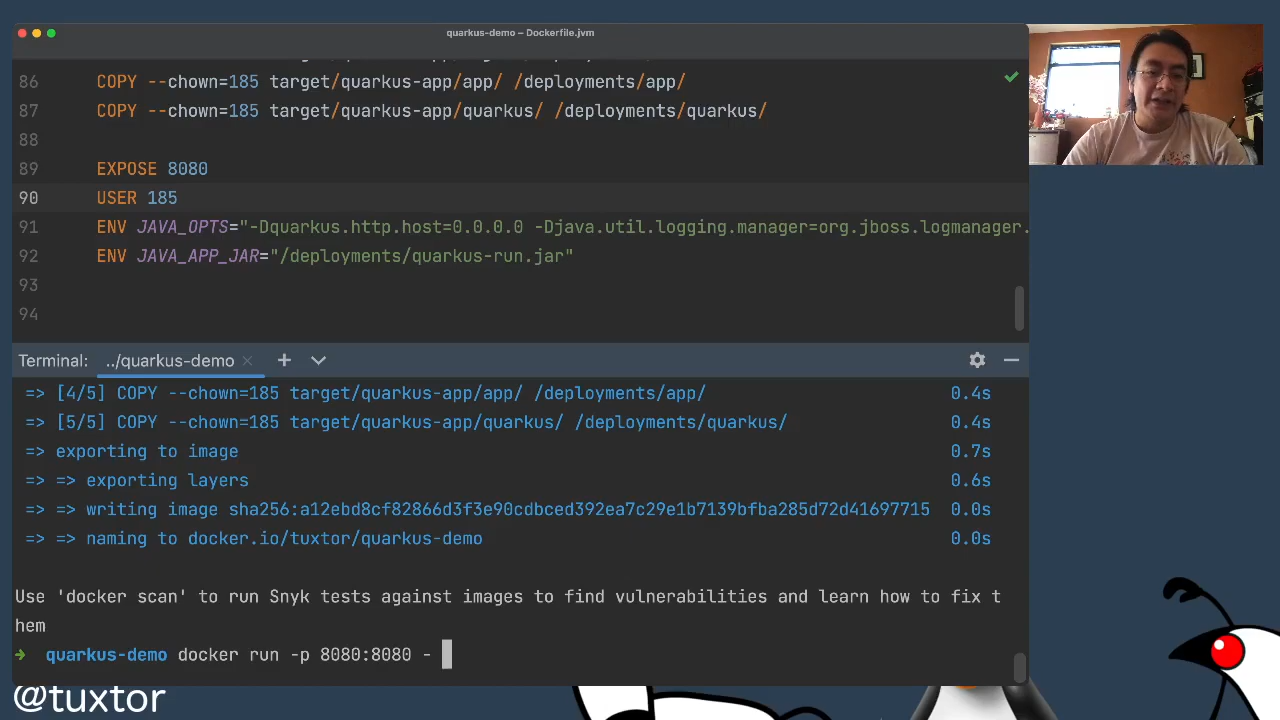 quarkus-demo – Dockerfile.jvm
86 COPY --chown=185 target/quarkus-app/app/ /deployments/app/
87 COPY --chown=185 target/quarkus-app/quarkus/ /deployments/quarkus/
88
89 EXPOSE 8080
90 USER 185
91 ENV JAVA_OPTS="-Dquarkus.http.host=0.0.0.0 -Djava.util.logging.manager=org.jboss.logmanager.
92 ENV JAVA_APP_JAR="/deployments/quarkus-run.jar"
93
94
Terminal: ../quarkus-demo
=> [4/5] COPY --chown=185 target/quarkus-app/app/ /deployments/app/ 0.4s
=> [5/5] COPY --chown=185 target/quarkus-app/quarkus/ /deployments/quarkus/ 0.4s
=> exporting to image 0.7s
=> => exporting layers 0.6s
=> => writing image sha256:a12ebd8cf82866d3f3e90cdbced392ea7c29e1b7139bfba285d72d41697715 0.0s
=> => naming to docker.io/tuxtor/quarkus-demo 0.0s
Use 'docker scan' to run Snyk tests against images to find vulnerabilities and learn how to fix t
hem
→ quarkus-demo docker run -p 8080:8080 -
@tuxtor